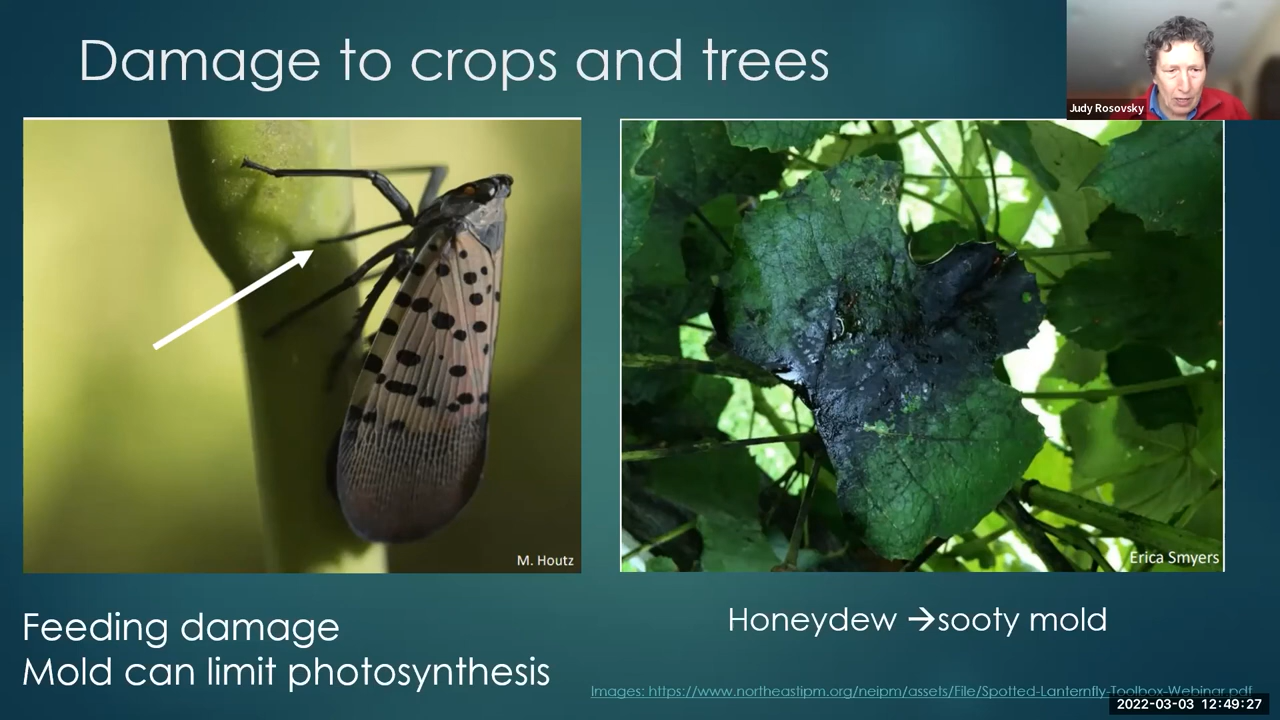 Damage to crops and trees
Judy Rosovsky
M. Houtz
Erica Smyers
Feeding damage
Mold can limit photosynthesis
Honeydew →sooty mold
Images: https://www.northeastipm.org/neipm/assets/File/Spotted-Lanternfly-Toolbox-Webinar.pdf
2022-03-03 12:49:27